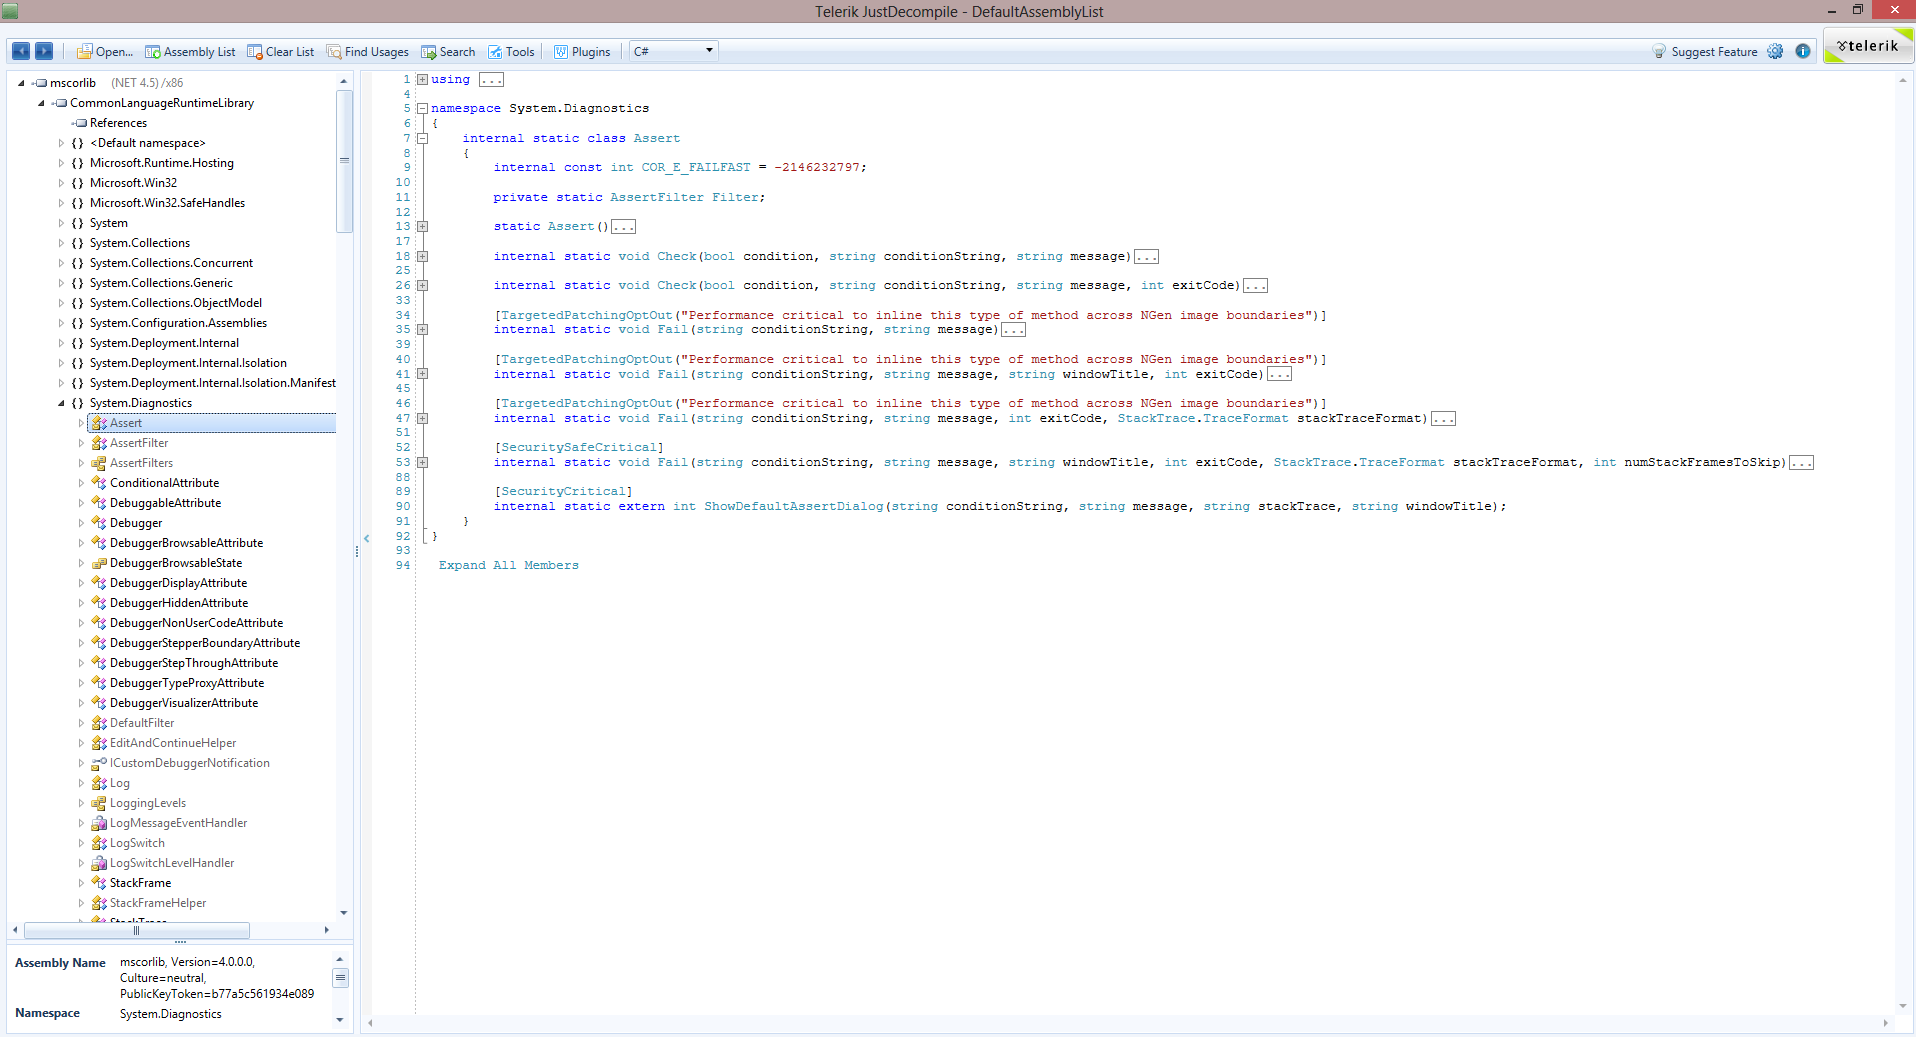 Telerik JustDecompile - DefaultAssemblyList
Open... Assembly List Clear List Find Usages Search Tools Plugins C# Suggest Feature telerik
mscorlib (NET 4.5) /x86
CommonLanguageRuntimeLibrary
References
{} <Default namespace>
{} Microsoft.Runtime.Hosting
{} Microsoft.Win32
{} Microsoft.Win32.SafeHandles
{} System
{} System.Collections
{} System.Collections.Concurrent
{} System.Collections.Generic
{} System.Collections.ObjectModel
{} System.Configuration.Assemblies
{} System.Deployment.Internal
{} System.Deployment.Internal.Isolation
{} System.Deployment.Internal.Isolation.Manifest
{} System.Diagnostics
Assert
AssertFilter
AssertFilters
ConditionalAttribute
DebuggableAttribute
Debugger
DebuggerBrowsableAttribute
DebuggerBrowsableState
DebuggerDisplayAttribute
DebuggerHiddenAttribute
DebuggerNonUserCodeAttribute
DebuggerStepperBoundaryAttribute
DebuggerStepThroughAttribute
DebuggerTypeProxyAttribute
DebuggerVisualizerAttribute
DefaultFilter
EditAndContinueHelper
ICustomDebuggerNotification
Log
LoggingLevels
LogMessageEventHandler
LogSwitch
LogSwitchLevelHandler
StackFrame
StackFrameHelper
StackTrace
Assembly Name mscorlib, Version=4.0.0.0,
Culture=neutral,
PublicKeyToken=b77a5c561934e089
Namespace System.Diagnostics
1 using ...
4
5 namespace System.Diagnostics
6 {
7 internal static class Assert
8 {
9 internal const int COR_E_FAILFAST = -2146232797;
10
11 private static AssertFilter Filter;
12
13 static Assert()...
17
18 internal static void Check(bool condition, string conditionString, string message)...
25
26 internal static void Check(bool condition, string conditionString, string message, int exitCode)...
33
34 [TargetedPatchingOptOut("Performance critical to inline this type of method across NGen image boundaries")]
35 internal static void Fail(string conditionString, string message)...
39
40 [TargetedPatchingOptOut("Performance critical to inline this type of method across NGen image boundaries")]
41 internal static void Fail(string conditionString, string message, string windowTitle, int exitCode)...
45
46 [TargetedPatchingOptOut("Performance critical to inline this type of method across NGen image boundaries")]
47 internal static void Fail(string conditionString, string message, int exitCode, StackTrace.TraceFormat stackTraceFormat)...
51
52 [SecuritySafeCritical]
53 internal static void Fail(string conditionString, string message, string windowTitle, int exitCode, StackTrace.TraceFormat stackTraceFormat, int numStackFramesToSkip)...
88
89 [SecurityCritical]
90 internal static extern int ShowDefaultAssertDialog(string conditionString, string message, string stackTrace, string windowTitle);
91 }
92 }
93
94 Expand All Members